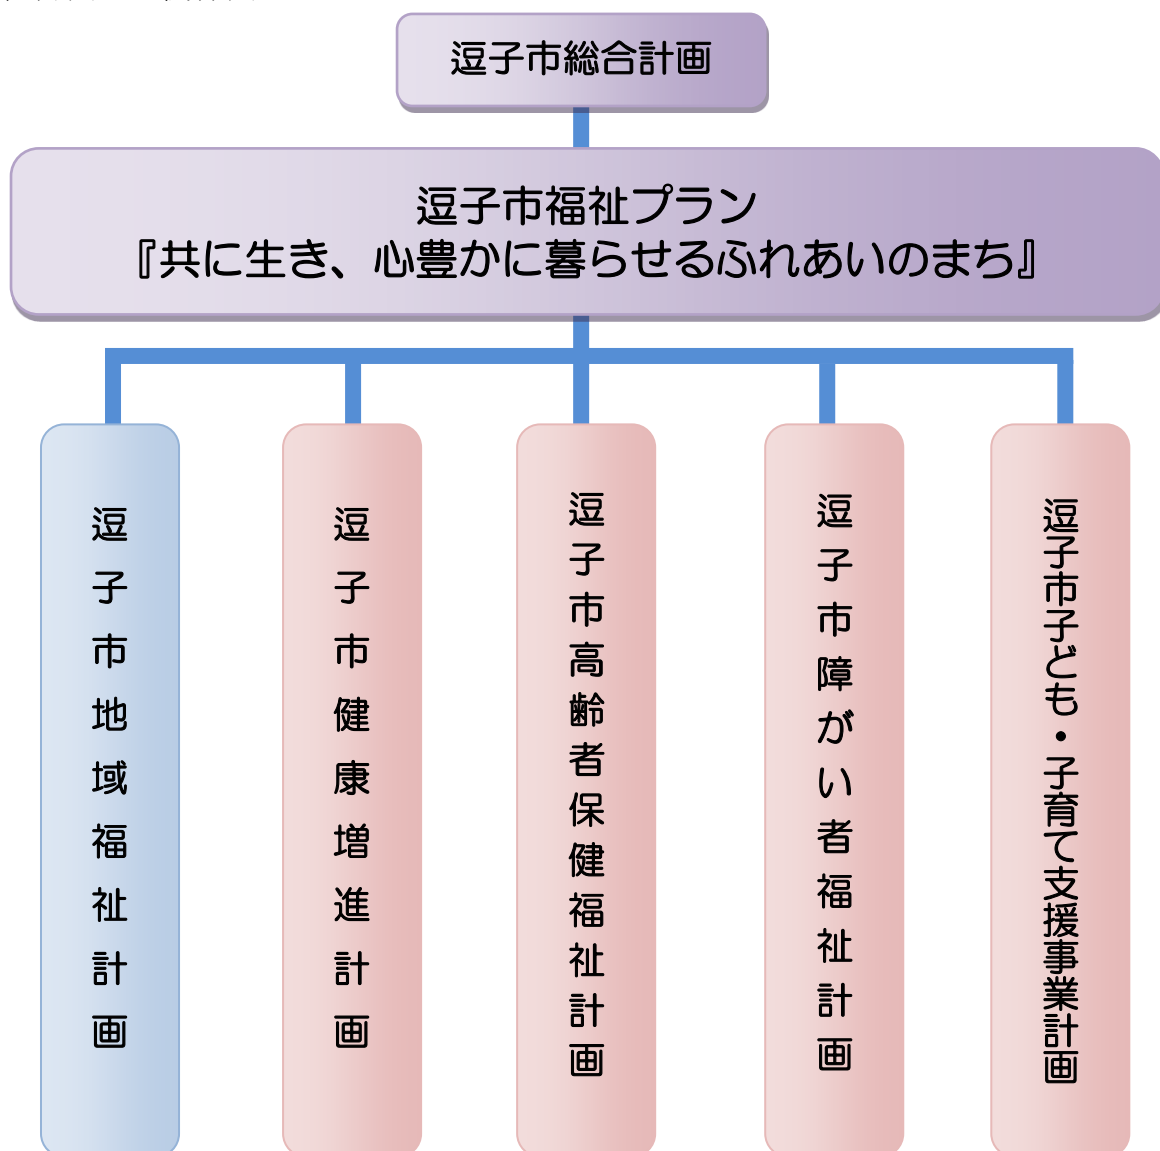 逗子市総合計画
逗子市福祉プラン
『共に生き、心豊かに暮らせるふれあいのまち』
逗子市地域福祉計画
逗子市健康増進計画
逗子市高齢者保健福祉計画
逗子市障がい者福祉計画
逗子市子ども・子育て支援事業計画